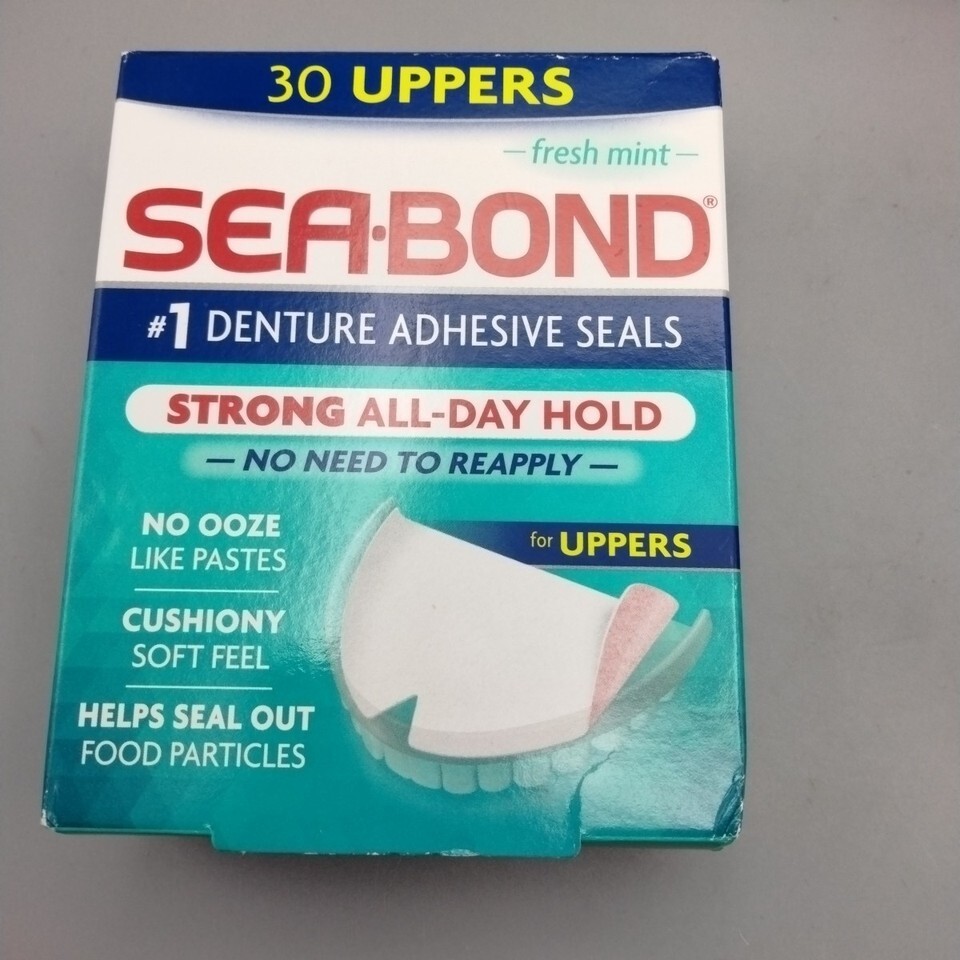 30 UPPERS
— fresh mint —
SEA·BOND®
#1 DENTURE ADHESIVE SEALS
STRONG ALL-DAY HOLD
— NO NEED TO REAPPLY —
NO OOZE
LIKE PASTES
for UPPERS
CUSHIONY
SOFT FEEL
HELPS SEAL OUT
FOOD PARTICLES